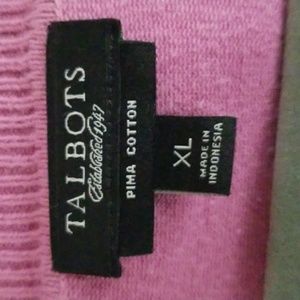 TALBOTS
Established 1947
PIMA COTTON
XL
MADE IN
INDONESIA